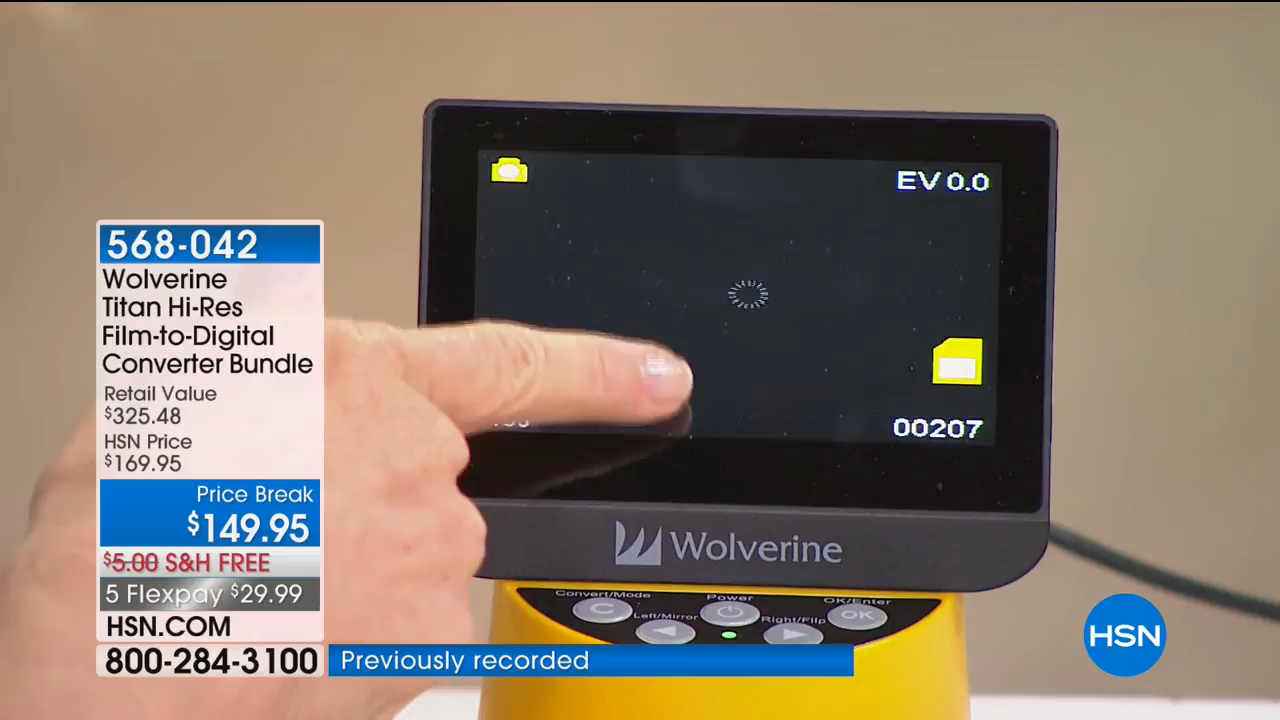 568-042
Wolverine
Titan Hi-Res
Film-to-Digital
Converter Bundle
Retail Value
$325.48
HSN Price
$169.95
Price Break
$149.95
$5.00 S&H FREE
5 Flexpay $29.99
HSN.COM
800-284-3100
Previously recorded
EV 0.0
00207
Wolverine
Convert/Mode
Power
OK/Enter
C
OK
Left/Mirror
Right/Flip
HSN